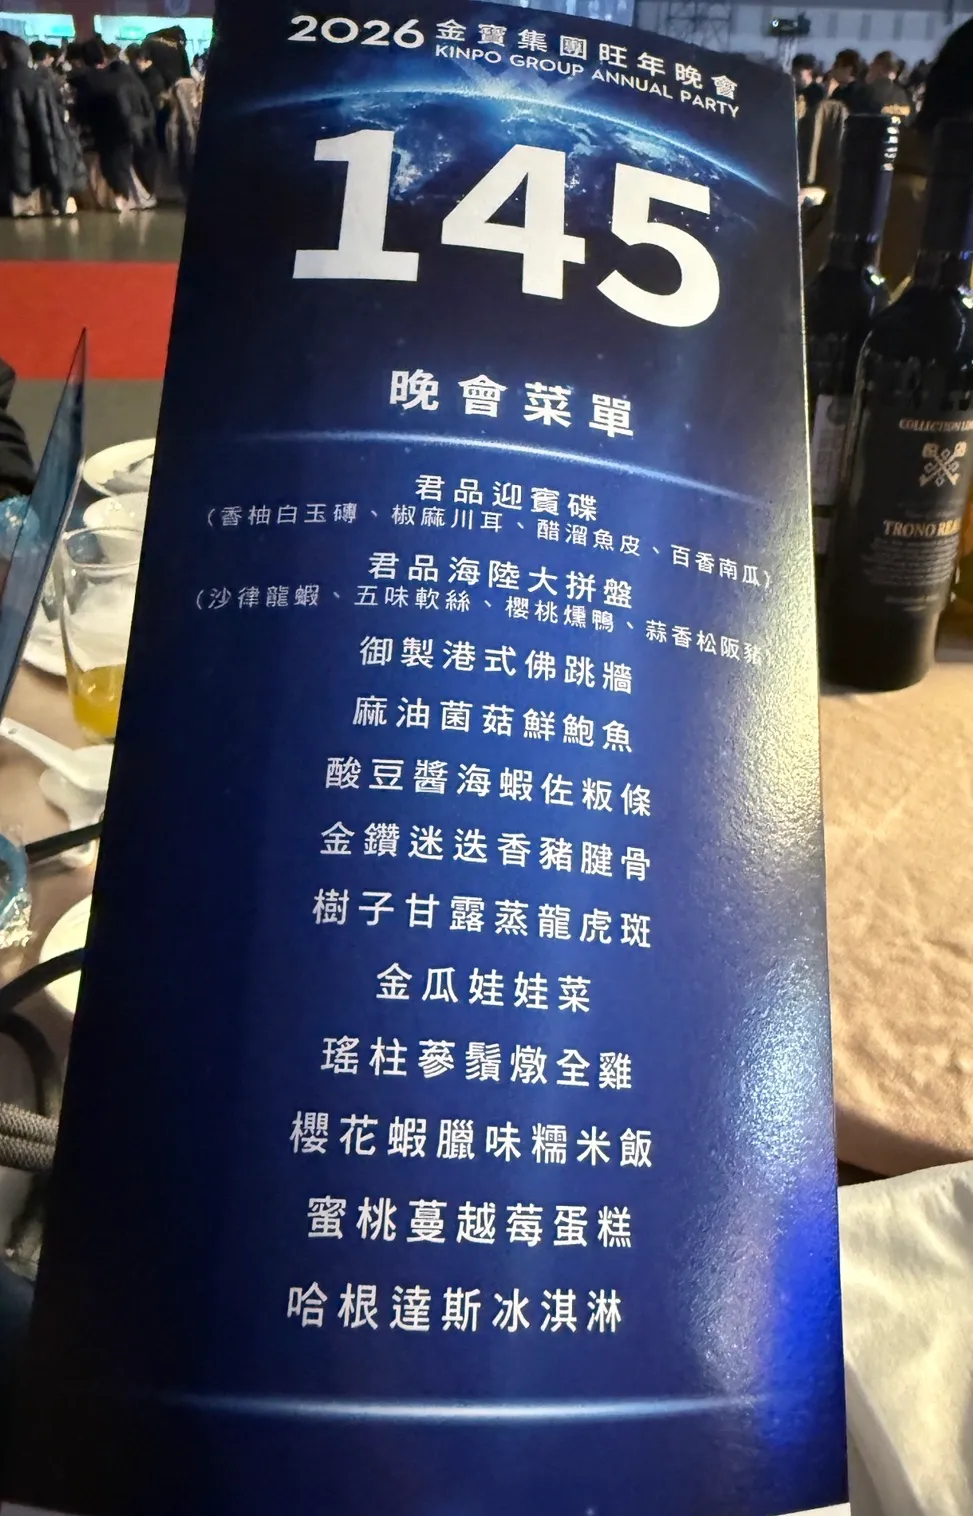 2026 金寶集團旺年晚會
KINPO GROUP ANNUAL PARTY
145
晚會菜單
君品迎賓碟
(香柚白玉磚、椒麻川耳、醋溜魚皮、百香南瓜)
君品海陸大拼盤
(沙律龍蝦、五味軟絲、櫻桃燻鴨、蒜香松阪豬)
御製港式佛跳牆
麻油菌菇鮮鮑魚
酸豆醬海蝦佐粄條
金鑽迷迭香豬腱骨
樹子甘露蒸龍虎斑
金瓜娃娃菜
瑤柱蔘鬚燉全雞
櫻花蝦臘味糯米飯
蜜桃蔓越莓蛋糕
哈根達斯冰淇淋
COLLECTION
TRONO